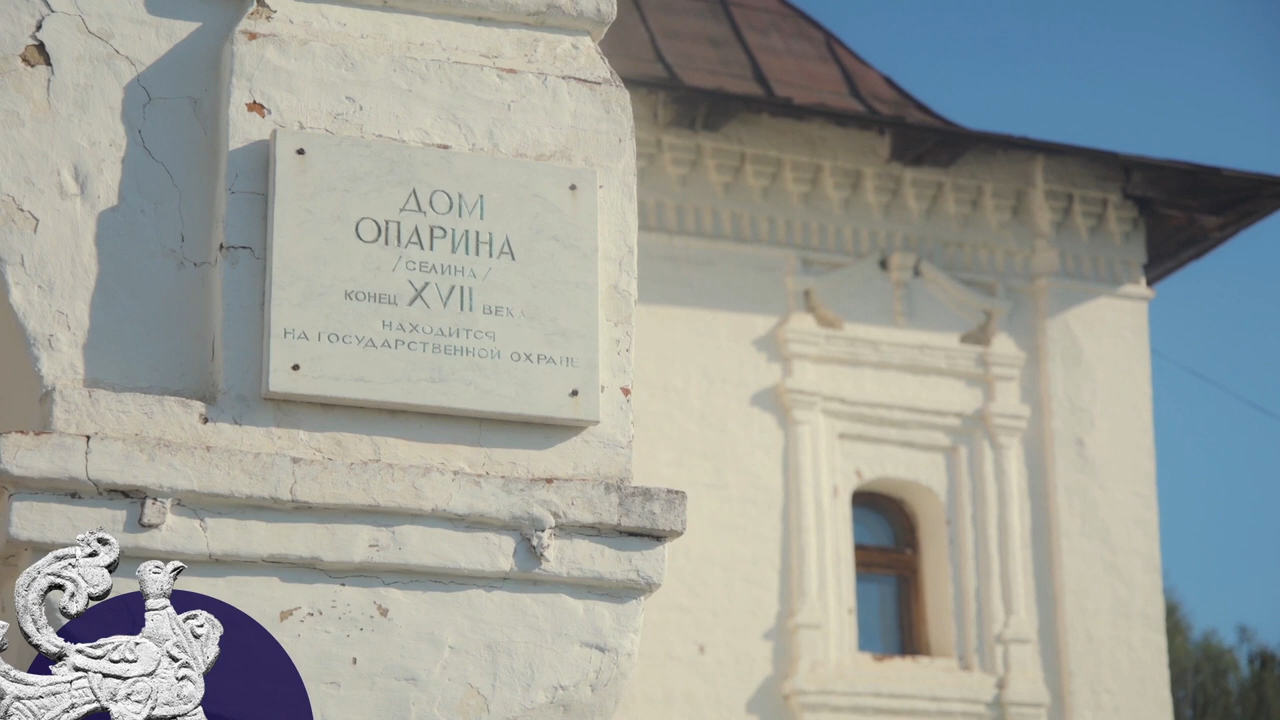 ДОМ
ОПАРИНА
/СЕЛИНА/
КОНЕЦ XVII ВЕКА
НАХОДИТСЯ
НА ГОСУДАРСТВЕННОЙ ОХРАНЕ